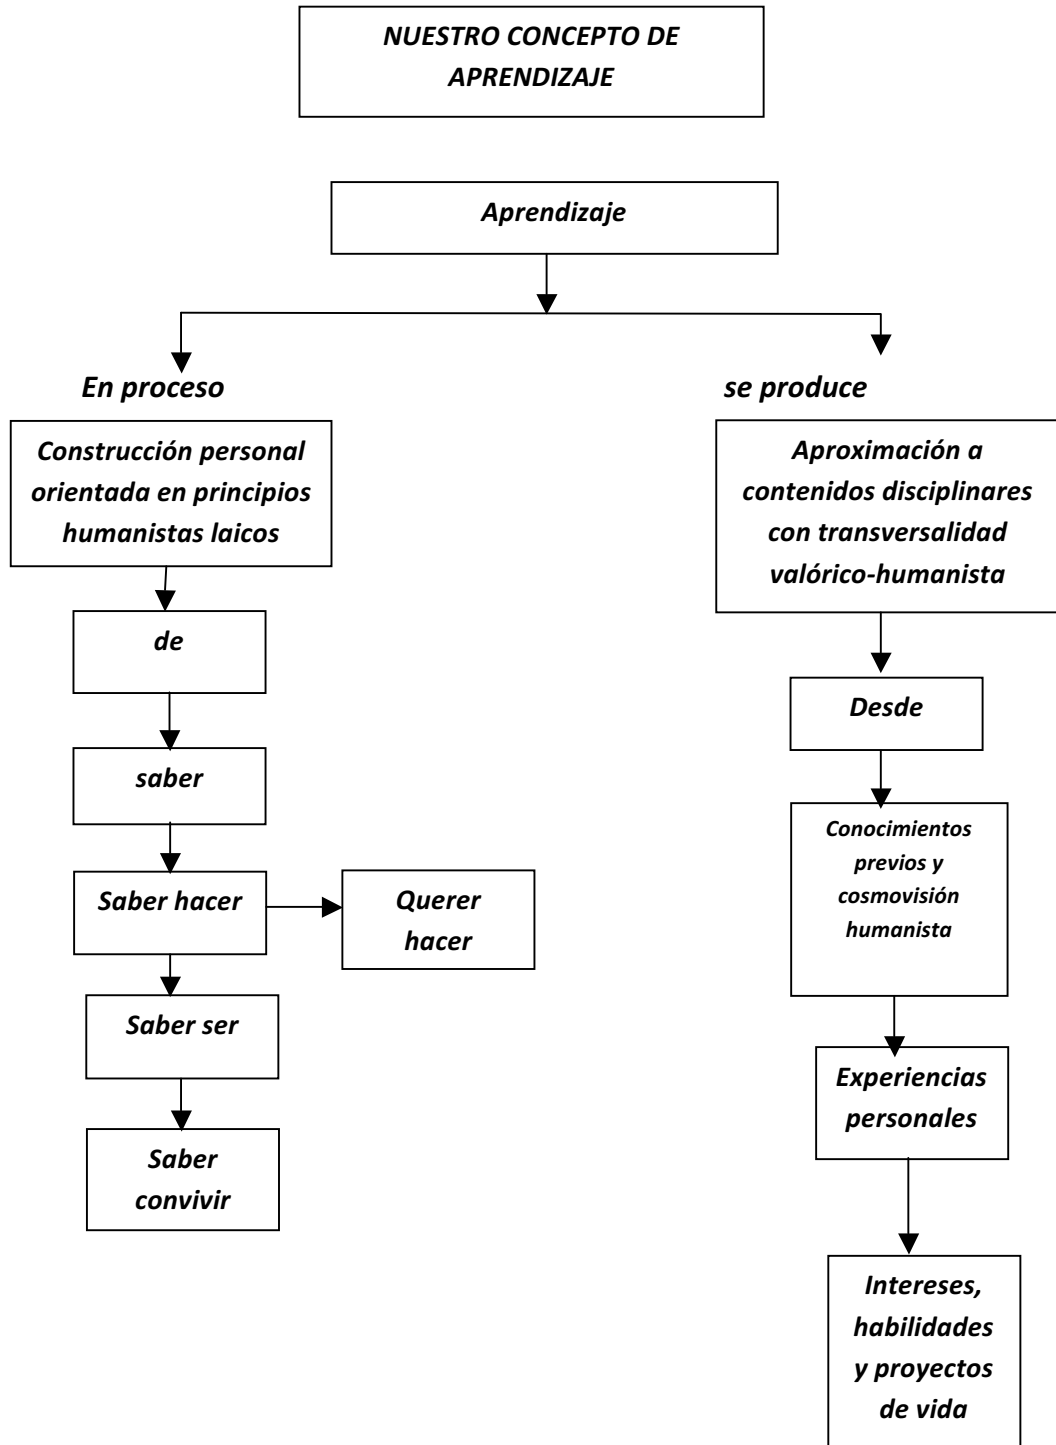 NUESTRO CONCEPTO DE
APRENDIZAJE
Aprendizaje
En proceso
Construcción personal
orientada en principios
humanistas laicos
de
saber
Saber hacer
Querer
hacer
Saber ser
Saber
convivir
se produce
Aproximación a
contenidos disciplinares
con transversalidad
valórico-humanista
Desde
Conocimientos
previos y
cosmovisión
humanista
Experiencias
personales
Intereses,
habilidades
y proyectos
de vida